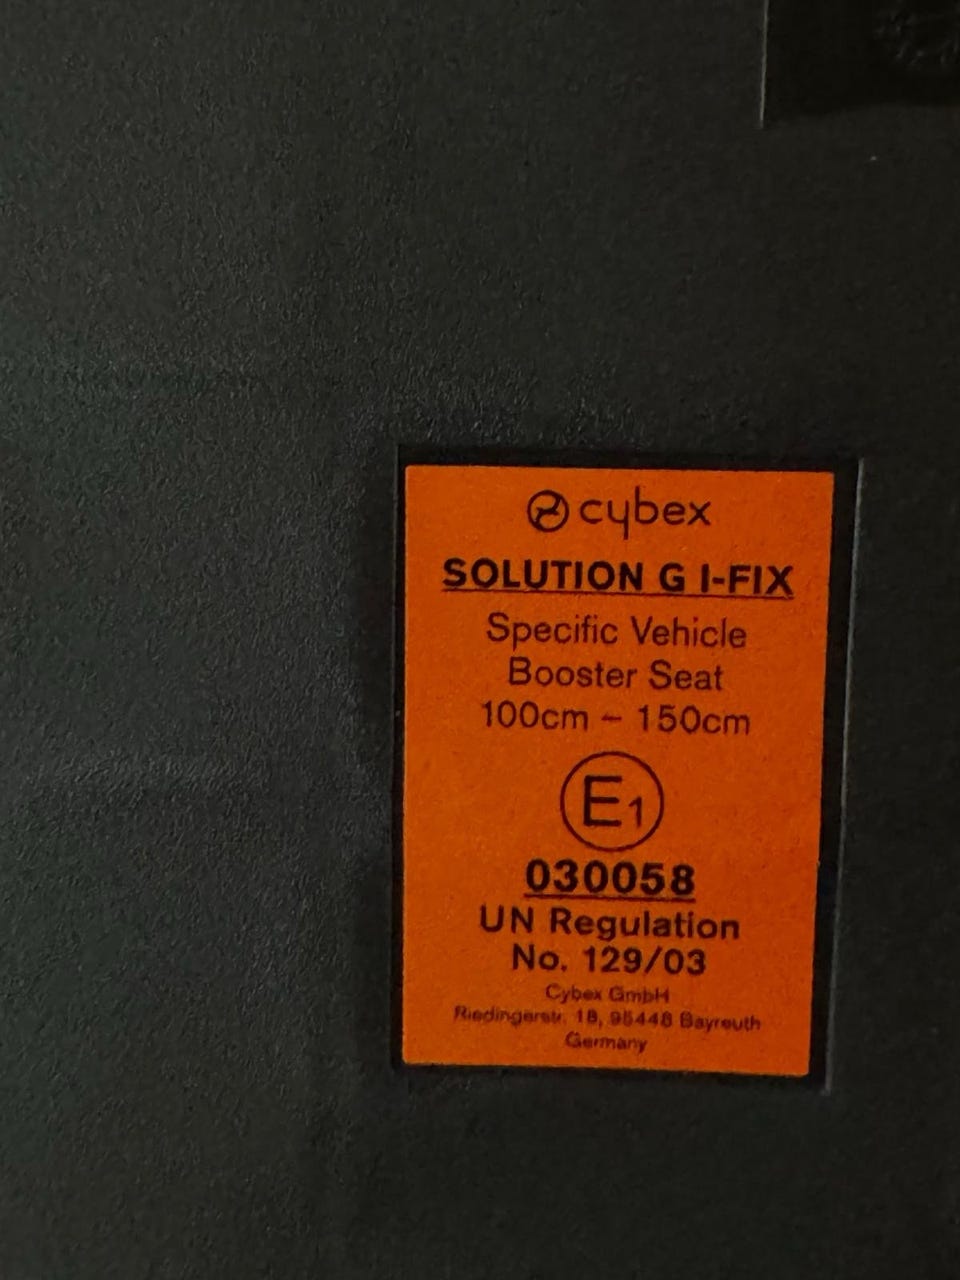 cybex
SOLUTION G I-FIX
Specific Vehicle
Booster Seat
100cm – 150cm
E1
030058
UN Regulation
No. 129/03
Cybex GmbH
Riedingerstr. 18, 95448 Bayreuth
Germany